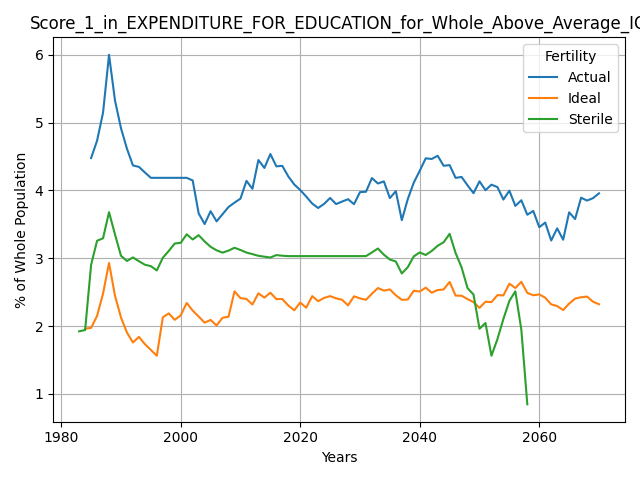 Score_1_in_EXPENDITURE_FOR_EDUCATION_for_Whole_Above_Average_IQ
Fertility
Actual
Ideal
Sterile
% of Whole Population
6
5
4
3
2
1
1980
2000
2020
2040
2060
Years